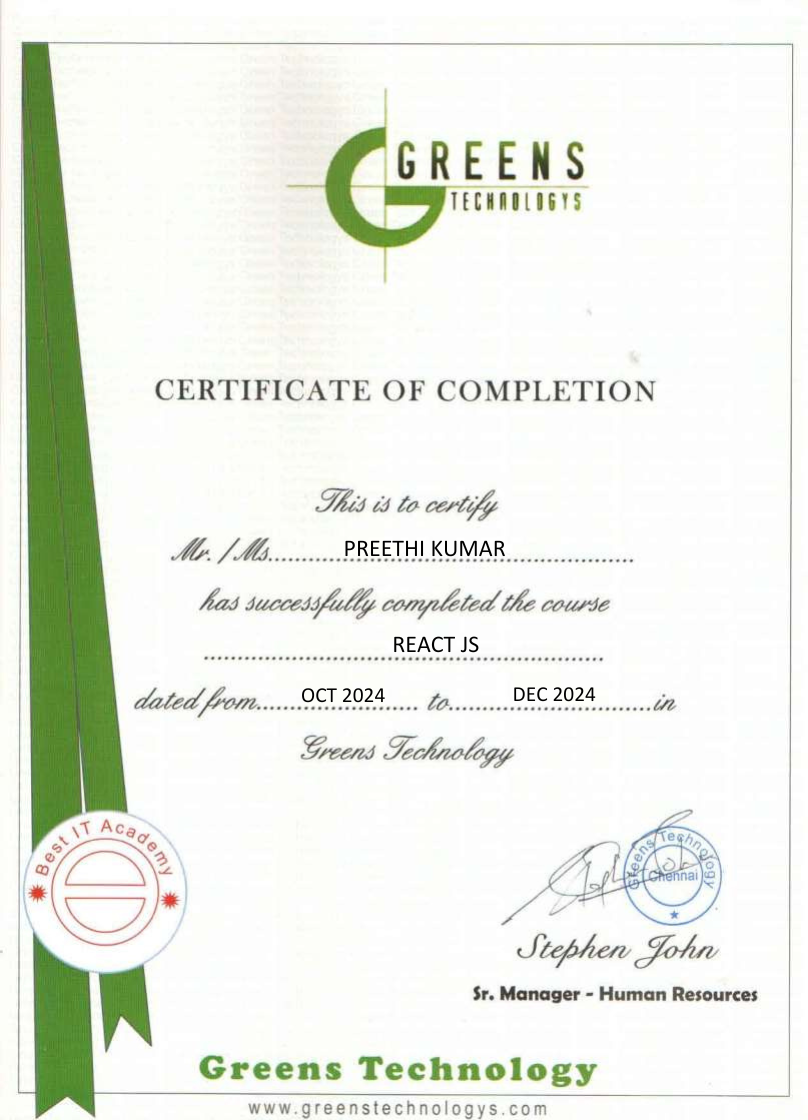 GREENS
TECHNOLOGYS
CERTIFICATE OF COMPLETION
This is to certify
Mr. / Ms.......... PREETHI KUMAR ..........
has successfully completed the course
.......... REACT JS ..........
dated from.......... OCT 2024 .......... to.......... DEC 2024 ..........in
Greens Technology
Best IT Academy
Greens Technology
Chennai
Stephen John
Sr. Manager - Human Resources
Greens Technology
www.greenstechnologys.com